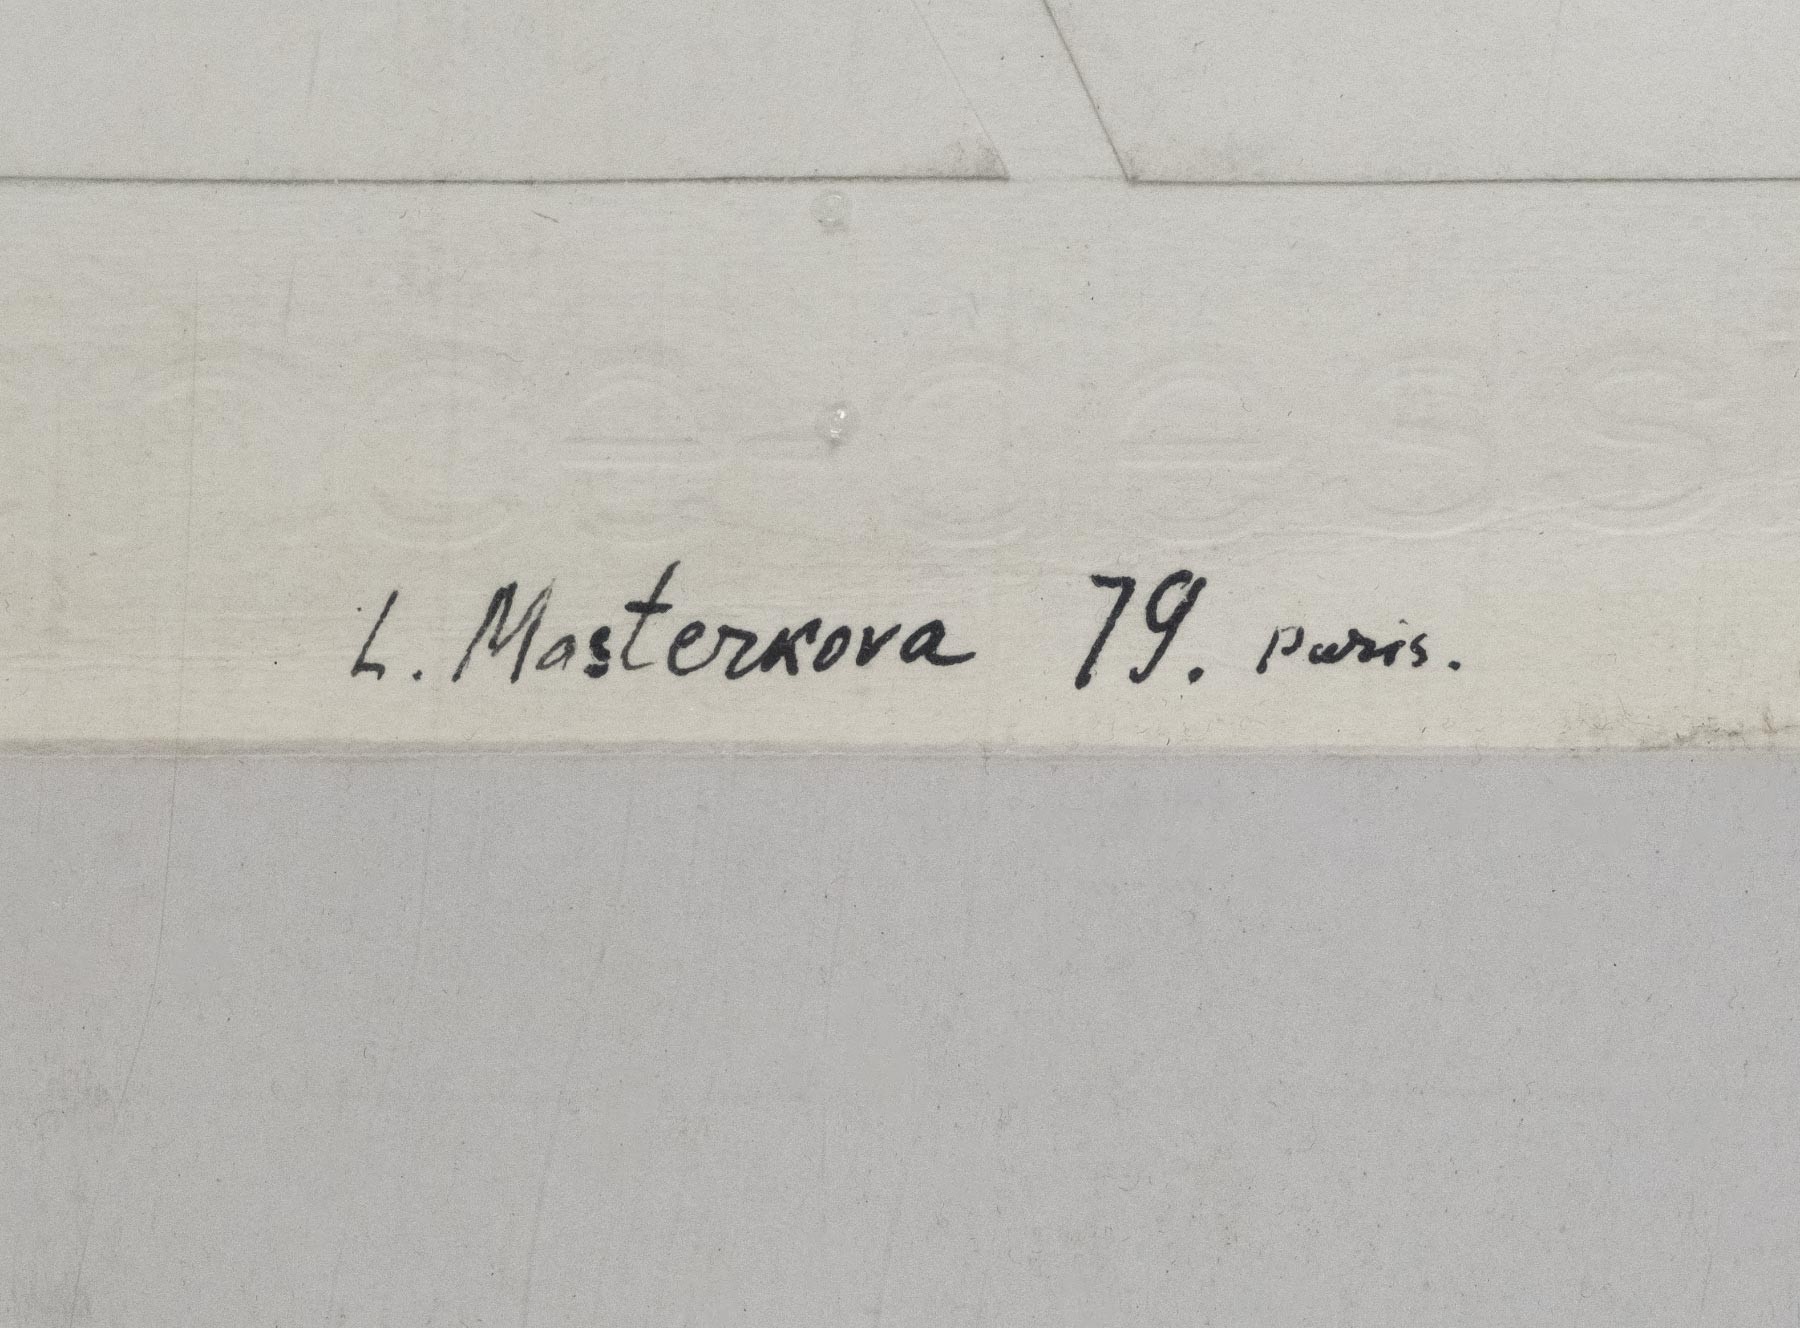 L. Masterkova 79. Paris.